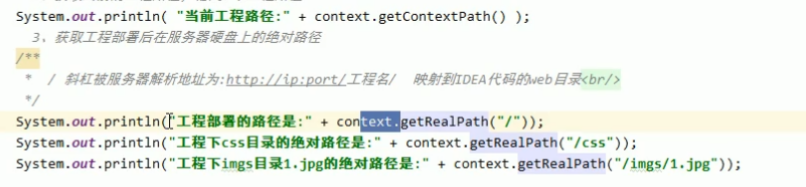 System.out.println( "当前工程路径:" + context.getContextPath() );
3、获取工程部署后在服务器硬盘上的绝对路径
/**
* / 斜杠被服务器解析地址为:http://ip:port/工程名/ 映射到IDEA代码的web目录<br/>
*/
System.out.println("工程部署的路径是:" + context.getRealPath("/"));
System.out.println("工程下css目录的绝对路径是:" + context.getRealPath("/css"));
System.out.println("工程下imgs目录1.jpg的绝对路径是:" + context.getRealPath("/imgs/1.jpg"));